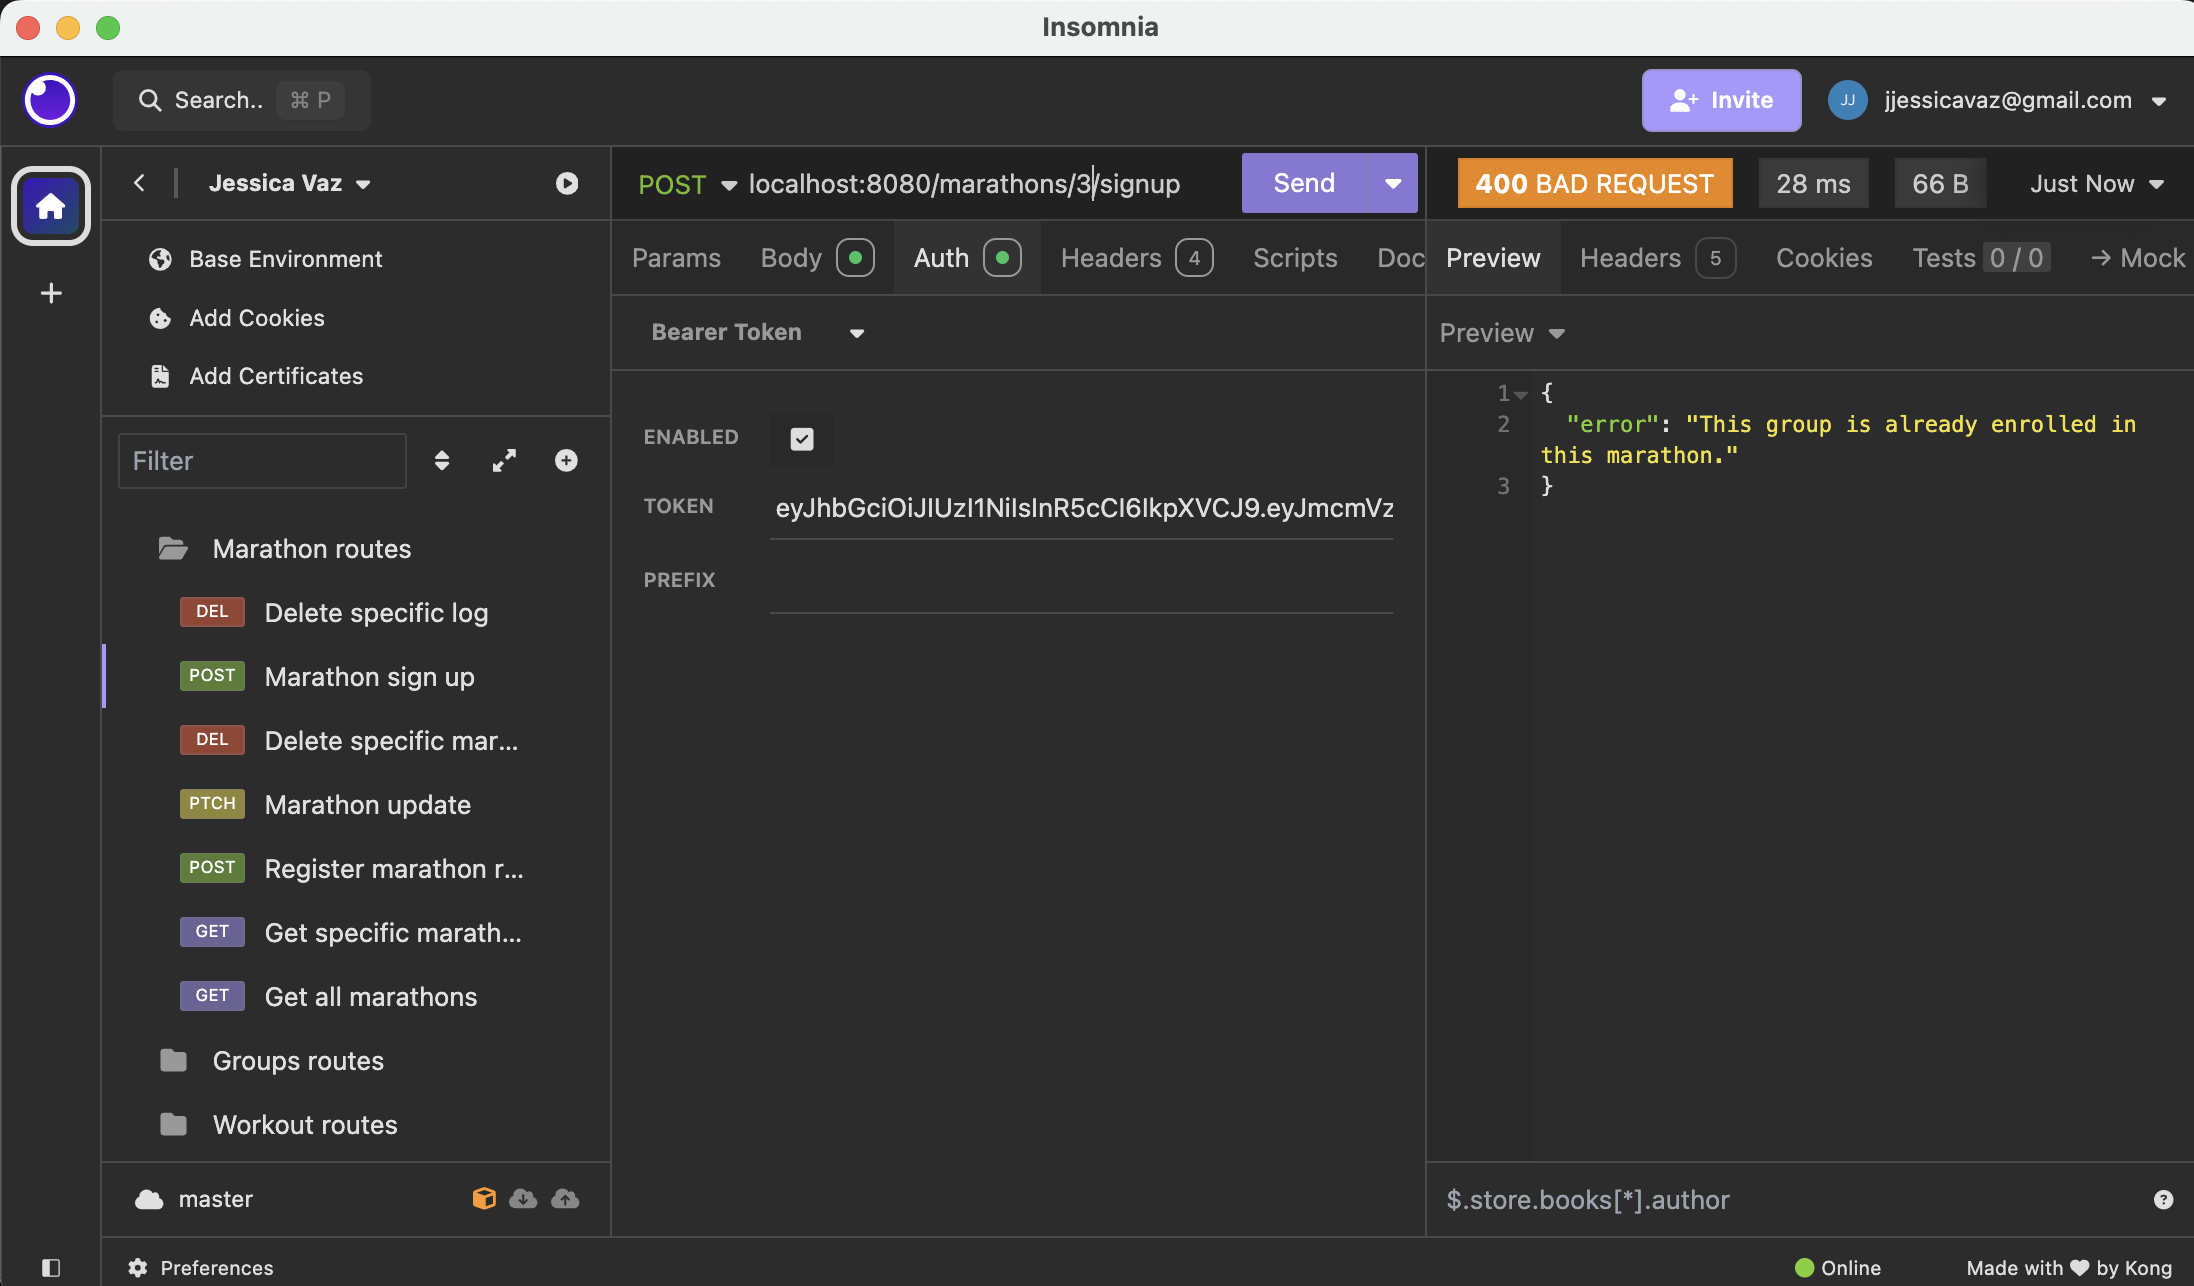 Insomnia
Search.. ⌘ P
Invite
JJ
jjessicavaz@gmail.com
Jessica Vaz
POST localhost:8080/marathons/3/signup
Send
400 BAD REQUEST
28 ms
66 B
Just Now
Base Environment
Add Cookies
Add Certificates
Filter
Marathon routes
DEL Delete specific log
POST Marathon sign up
DEL Delete specific mar...
PTCH Marathon update
POST Register marathon r...
GET Get specific marath...
GET Get all marathons
Groups routes
Workout routes
master
Params
Body
Auth
Headers 4
Scripts
Doc
Bearer Token
ENABLED
TOKEN eyJhbGciOiJIUzI1NiIsInR5cCI6IkpXVCJ9.eyJmcmVz
PREFIX
Preview
Headers 5
Cookies
Tests 0 / 0
→ Mock
Preview
1 {
2 "error": "This group is already enrolled in
this marathon."
3 }
$.store.books[*].author
?
Preferences
Online
Made with ♥ by Kong